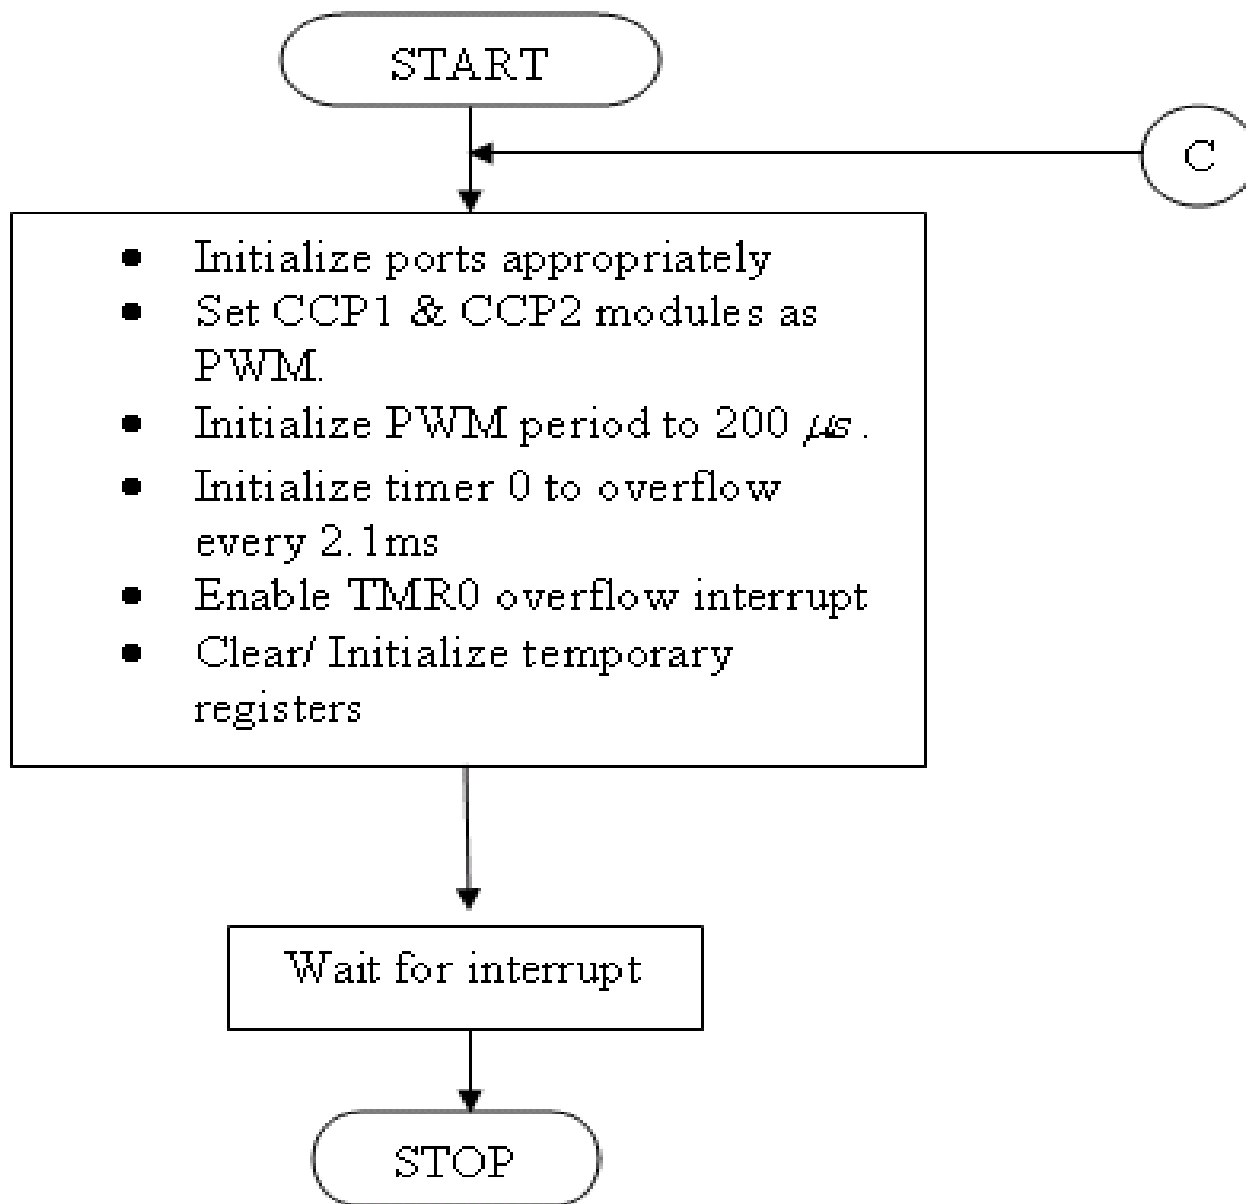 START
C
• Initialize ports appropriately
• Set CCP1 & CCP2 modules as
PWM.
• Initialize PWM period to 200 μs .
• Initialize timer 0 to overflow
every 2.1ms
• Enable TMR0 overflow interrupt
• Clear/ Initialize temporary
registers
Wait for interrupt
STOP